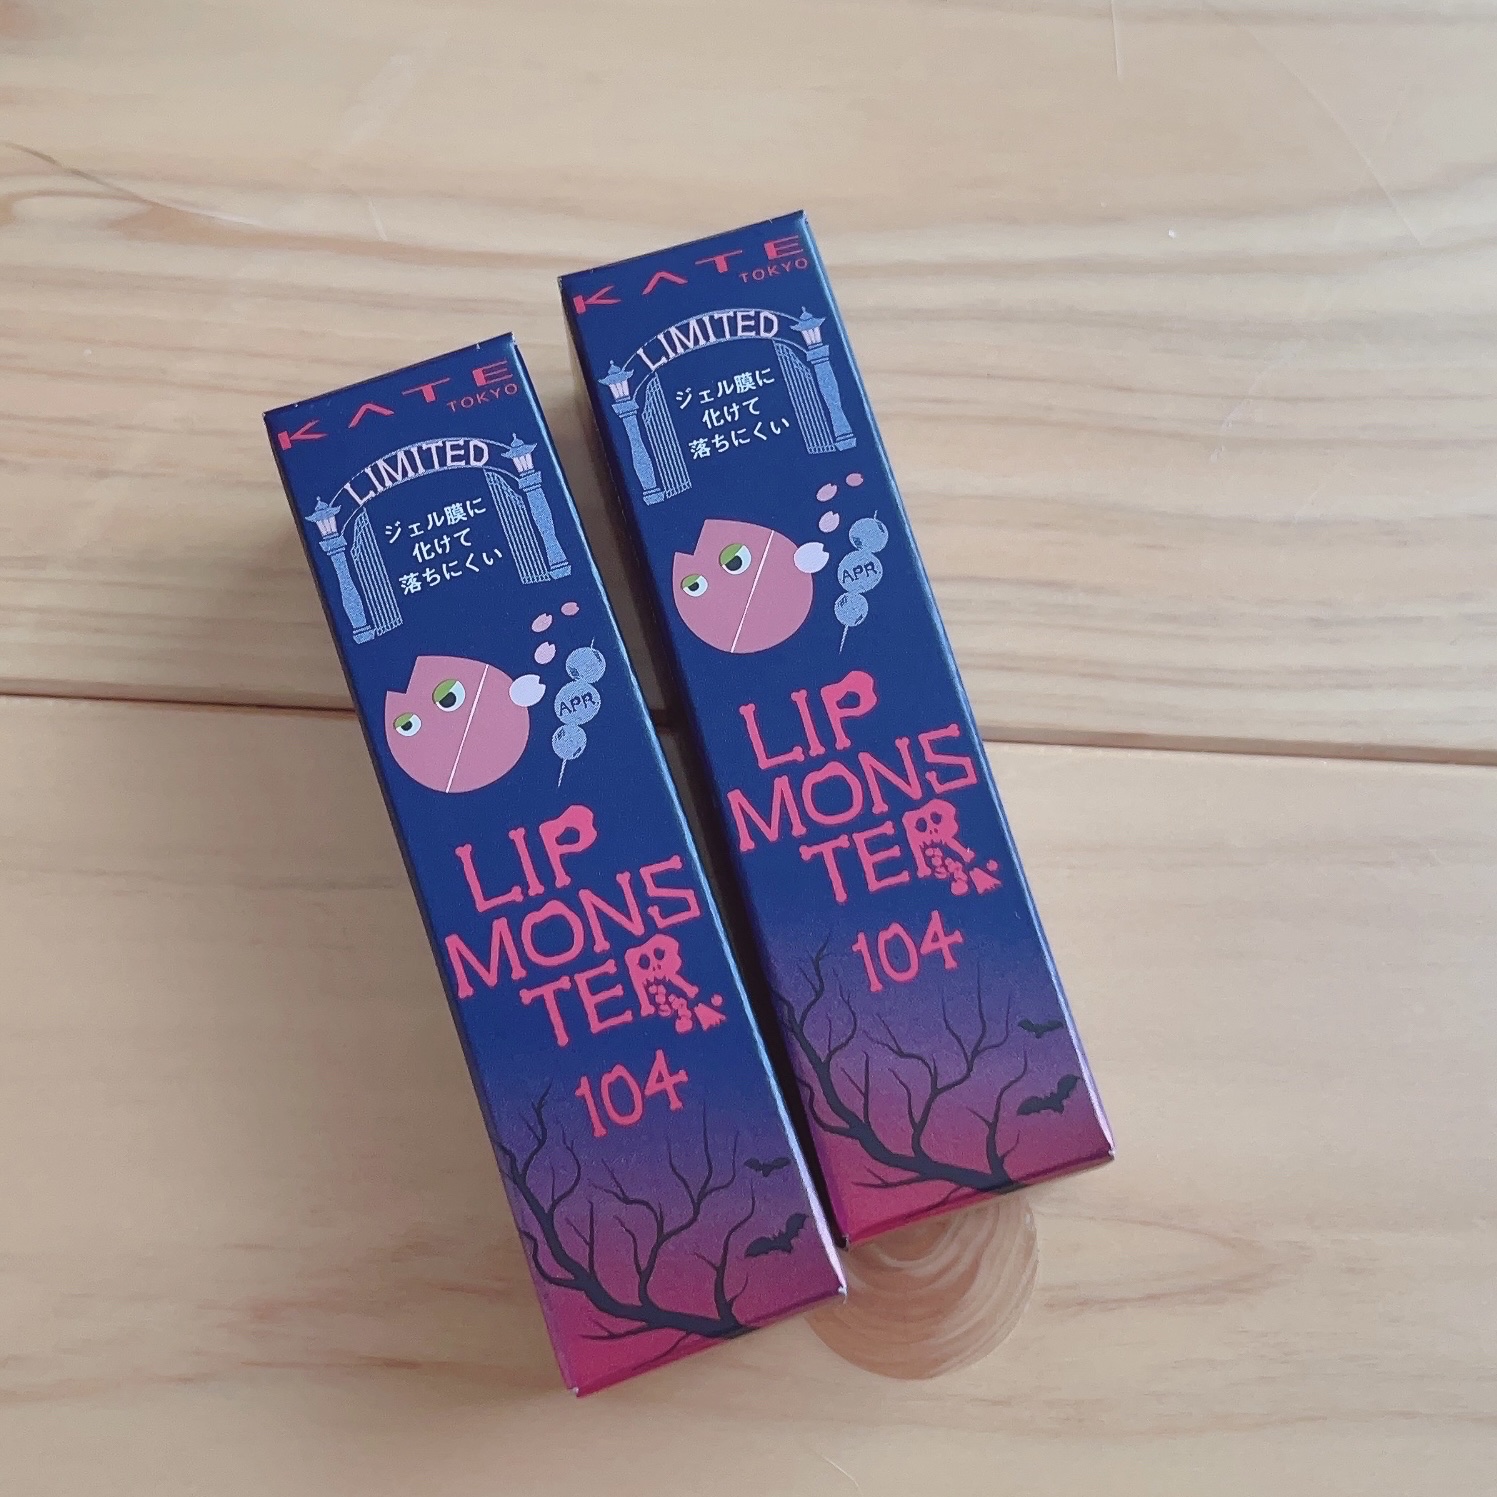 KATE
TOKYO
LIMITED
ジェル膜に
化けて
落ちにくい
APR.
LIP
MONS
TER
104
KATE
TOKYO
LIMITED
ジェル膜に
化けて
落ちにくい
APR.
LIP
MONS
TER
104